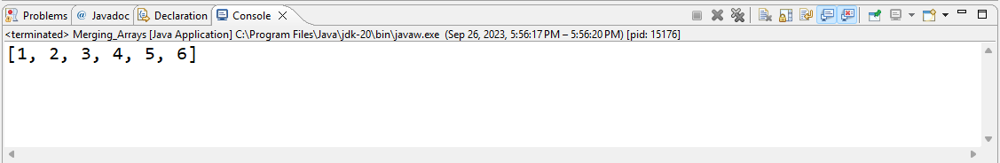 Problems @ Javadoc Declaration Console
<terminated> Merging_Arrays [Java Application] C:\Program Files\Java\jdk-20\bin\javaw.exe (Sep 26, 2023, 5:56:17 PM – 5:56:20 PM) [pid: 15176]
[1, 2, 3, 4, 5, 6]